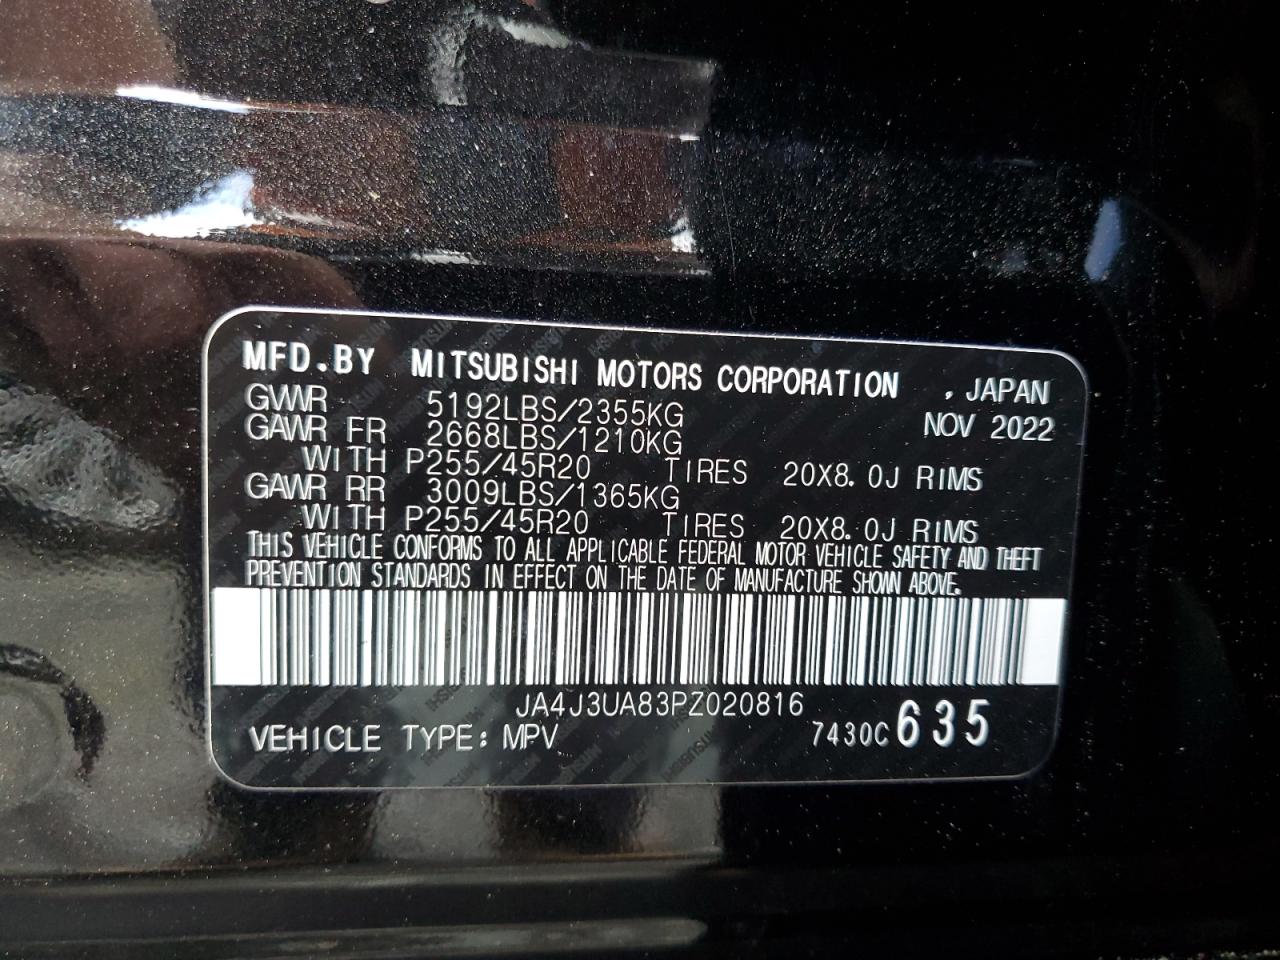 MFD.BY MITSUBISHI MOTORS CORPORATION , JAPAN
GVWR 5192LBS/2355KG NOV 2022
GAWR FR 2668LBS/1210KG
WITH P255/45R20 TIRES 20X8.0J RIMS
GAWR RR 3009LBS/1365KG
WITH P255/45R20 TIRES 20X8.0J RIMS
THIS VEHICLE CONFORMS TO ALL APPLICABLE FEDERAL MOTOR VEHICLE SAFETY AND THEFT
PREVENTION STANDARDS IN EFFECT ON THE DATE OF MANUFACTURE SHOWN ABOVE.
JA4J3UA83PZ020816
VEHICLE TYPE: MPV 7430C 635